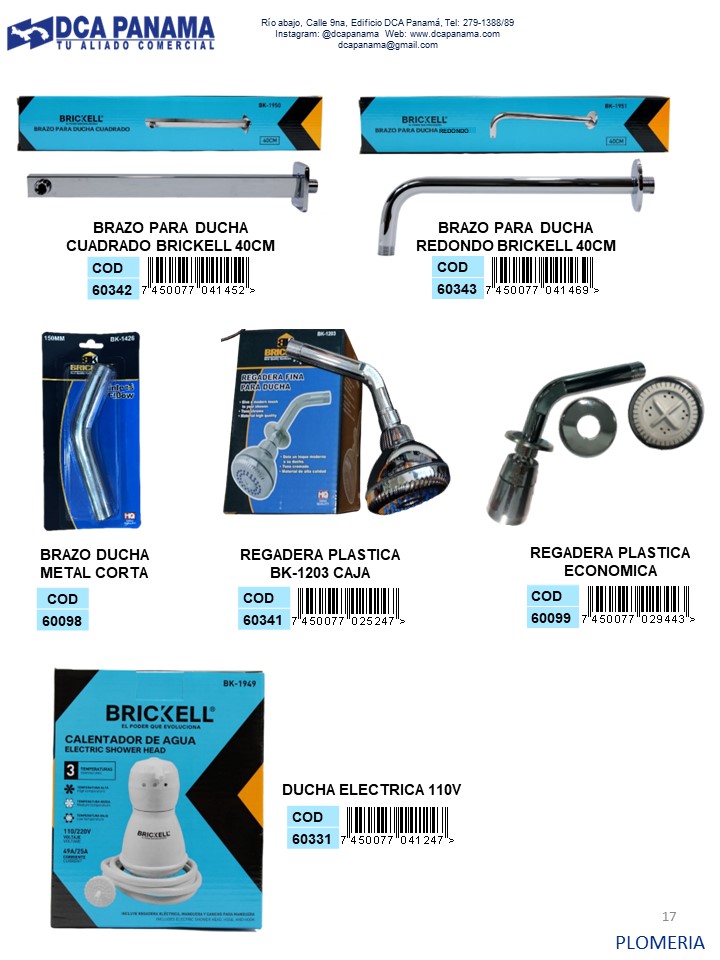 DCA PANAMA
TU ALIADO COMERCIAL
Río abajo, Calle 9na, Edificio DCA Panamá, Tel: 279-1388/89
Instagram: @dcapanama Web: www.dcapanama.com
dcapanama@gmail.com
BK-1950
BRICKELL
BRAZO PARA DUCHA CUADRADO
40CM
BK-1951
BRICKELL
BRAZO PARA DUCHA REDONDO
40CM
BRAZO PARA DUCHA
CUADRADO BRICKELL 40CM
COD
60342
7 450077 041452 >
BRAZO PARA DUCHA
REDONDO BRICKELL 40CM
COD
60343
7 450077 041469 >
150MM
BK-1426
BK
BRICKELL
Elbow
BK-1203
REGADERA FINA
PARA DUCHA
HQ
BRAZO DUCHA
METAL CORTA
COD
60098
REGADERA PLASTICA
BK-1203 CAJA
COD
60341
7 450077 025247 >
REGADERA PLASTICA
ECONOMICA
COD
60099
7 450077 029443 >
BK-1949
BRICKELL®
EL PODER QUE EVOLUCIONA
CALENTADOR DE AGUA
ELECTRIC SHOWER HEAD
3 TEMPERATURAS
110/220V
VOLTAJE
49A/25A
CORRIENTE
BRICKELL
DUCHA ELECTRICA 110V
COD
60331
7 450077 041247 >
17
PLOMERIA